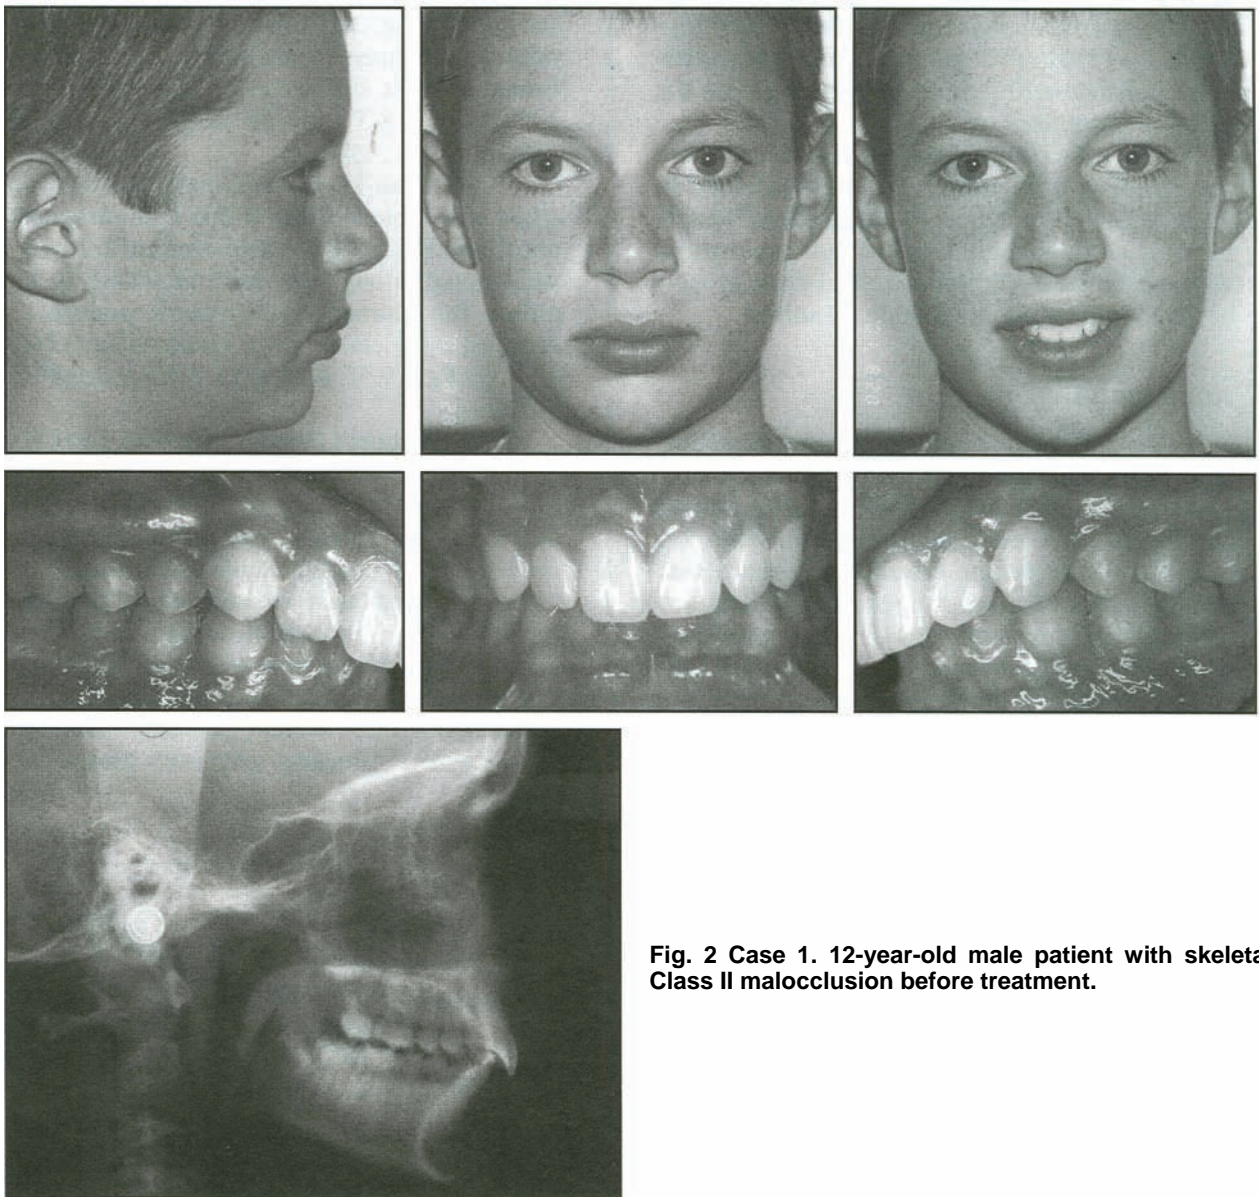 Fig. 2 Case 1. 12-year-old male patient with skeleta
Class II malocclusion before treatment.